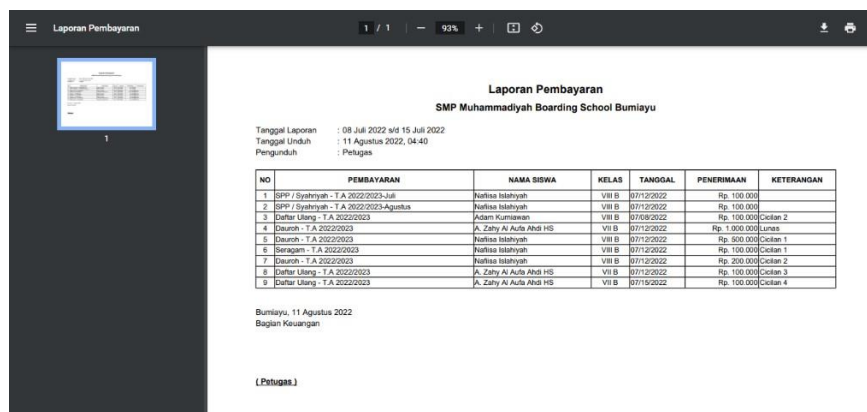 Laporan Pembayaran
1 / 1
93%
1
Laporan Pembayaran
SMP Muhammadiyah Boarding School Bumiayu
Tanggal Laporan : 08 Juli 2022 s/d 15 Juli 2022
Tanggal Unduh : 11 Agustus 2022, 04:40
Pengunduh : Petugas
NO PEMBAYARAN NAMA SISWA KELAS TANGGAL PENERIMAAN KETERANGAN
1 SPP / Syahriyah - T.A 2022/2023-Juli Nafiisa Islahiyah VIII B 07/12/2022 Rp. 100.000
2 SPP / Syahriyah - T.A 2022/2023-Agustus Nafiisa Islahiyah VIII B 07/12/2022 Rp. 100.000
3 Daftar Ulang - T.A 2022/2023 Adam Kurniawan VIII B 07/08/2022 Rp. 100.000 Cicilan 2
4 Dauroh - T.A 2022/2023 A. Zahy Al Aufa Ahdi HS VII B 07/12/2022 Rp. 1.000.000 Lunas
5 Dauroh - T.A 2022/2023 Nafiisa Islahiyah VIII B 07/12/2022 Rp. 500.000 Cicilan 1
6 Seragam - T.A 2022/2023 Nafiisa Islahiyah VIII B 07/12/2022 Rp. 100.000 Cicilan 1
7 Dauroh - T.A 2022/2023 Nafiisa Islahiyah VIII B 07/12/2022 Rp. 200.000 Cicilan 2
8 Daftar Ulang - T.A 2022/2023 A. Zahy Al Aufa Ahdi HS VII B 07/12/2022 Rp. 100.000 Cicilan 3
9 Daftar Ulang - T.A 2022/2023 A. Zahy Al Aufa Ahdi HS VII B 07/15/2022 Rp. 100.000 Cicilan 4
Bumiayu, 11 Agustus 2022
Bagian Keuangan
( Petugas )